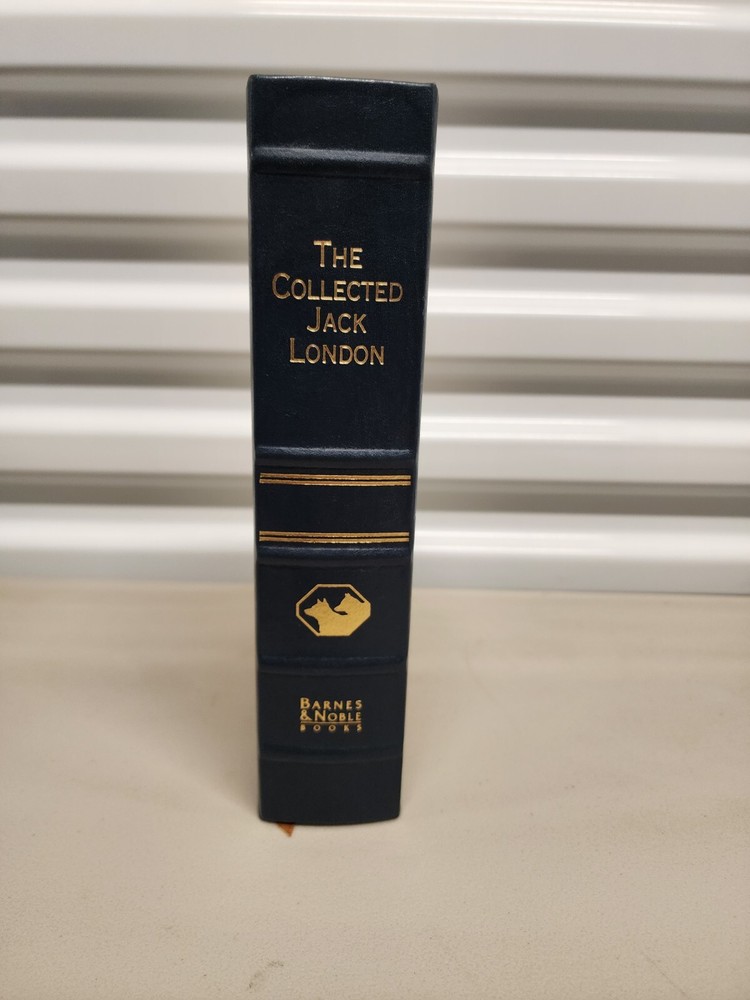 THE
COLLECTED
JACK
LONDON
BARNES
& NOBLE
BOOKS